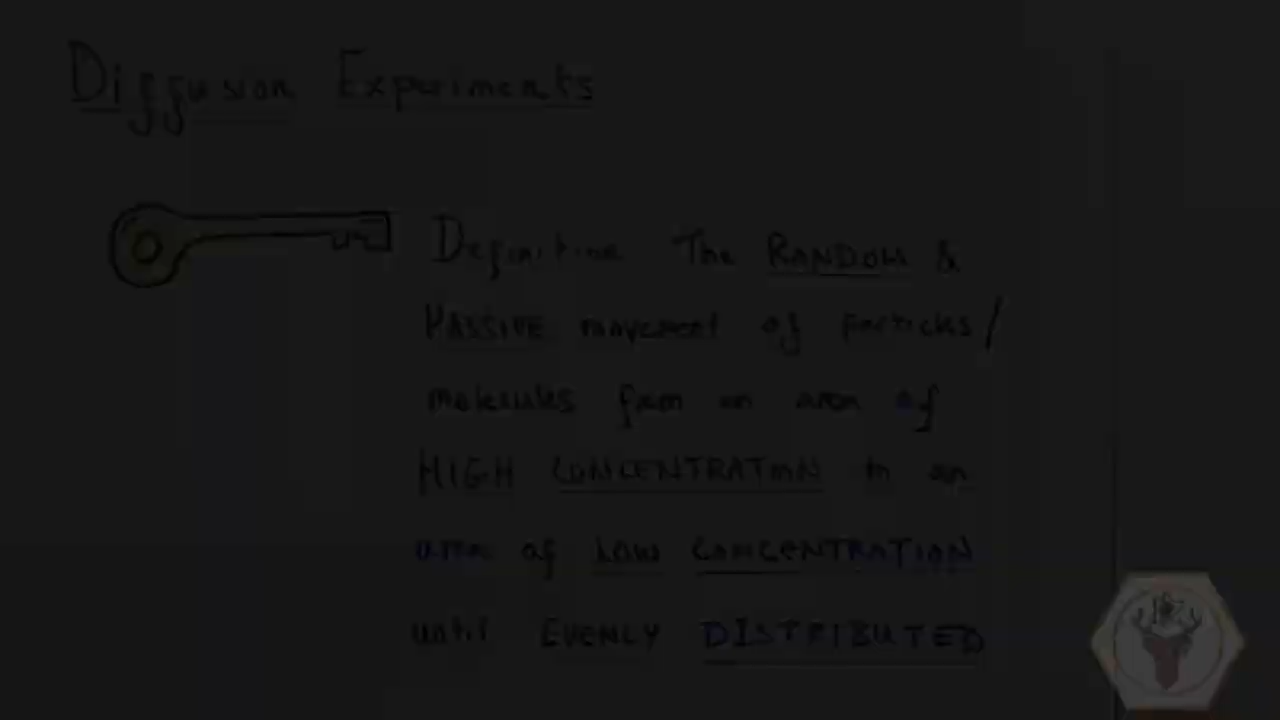 Diffusion Experiments
Definition The RANDOM &
PASSIVE movement of particles/
molecules from an area of
HIGH CONCENTRATION to an
area of LOW CONCENTRATION
until EVENLY DISTRIBUTED